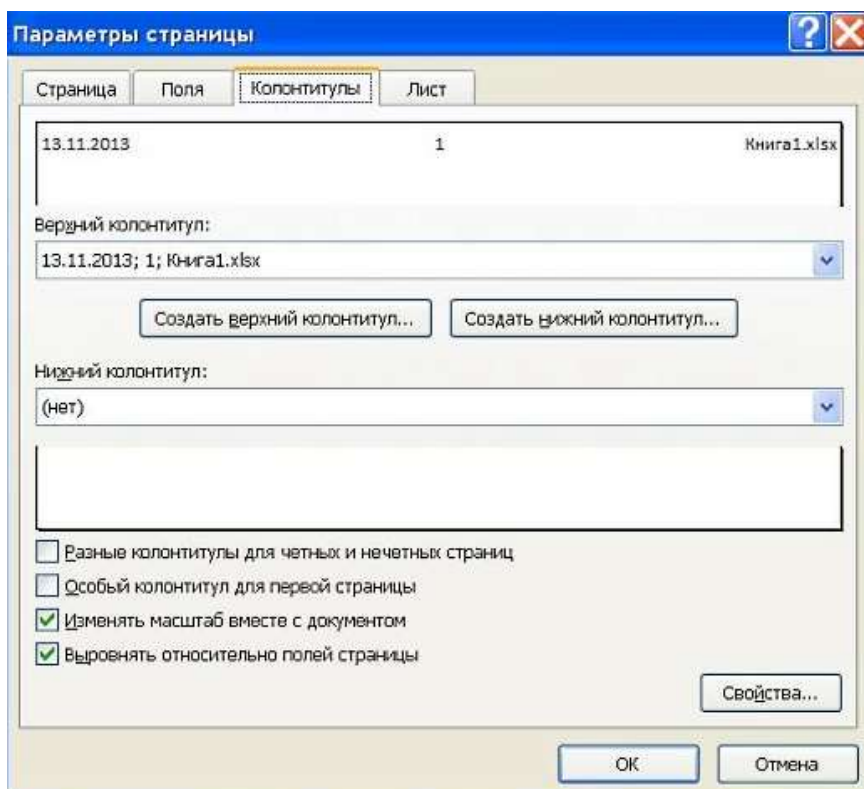 Параметры страницы
Страница Поля Колонтитулы Лист
13.11.2013 1 Книга1.xlsx
Верхний колонтитул:
13.11.2013; 1; Книга1.xlsx
Создать верхний колонтитул... Создать нижний колонтитул...
Нижний колонтитул:
(нет)
Разные колонтитулы для четных и нечетных страниц
Особый колонтитул для первой страницы
Изменять масштаб вместе с документом
Выровнять относительно полей страницы
Свойства...
ОК Отмена